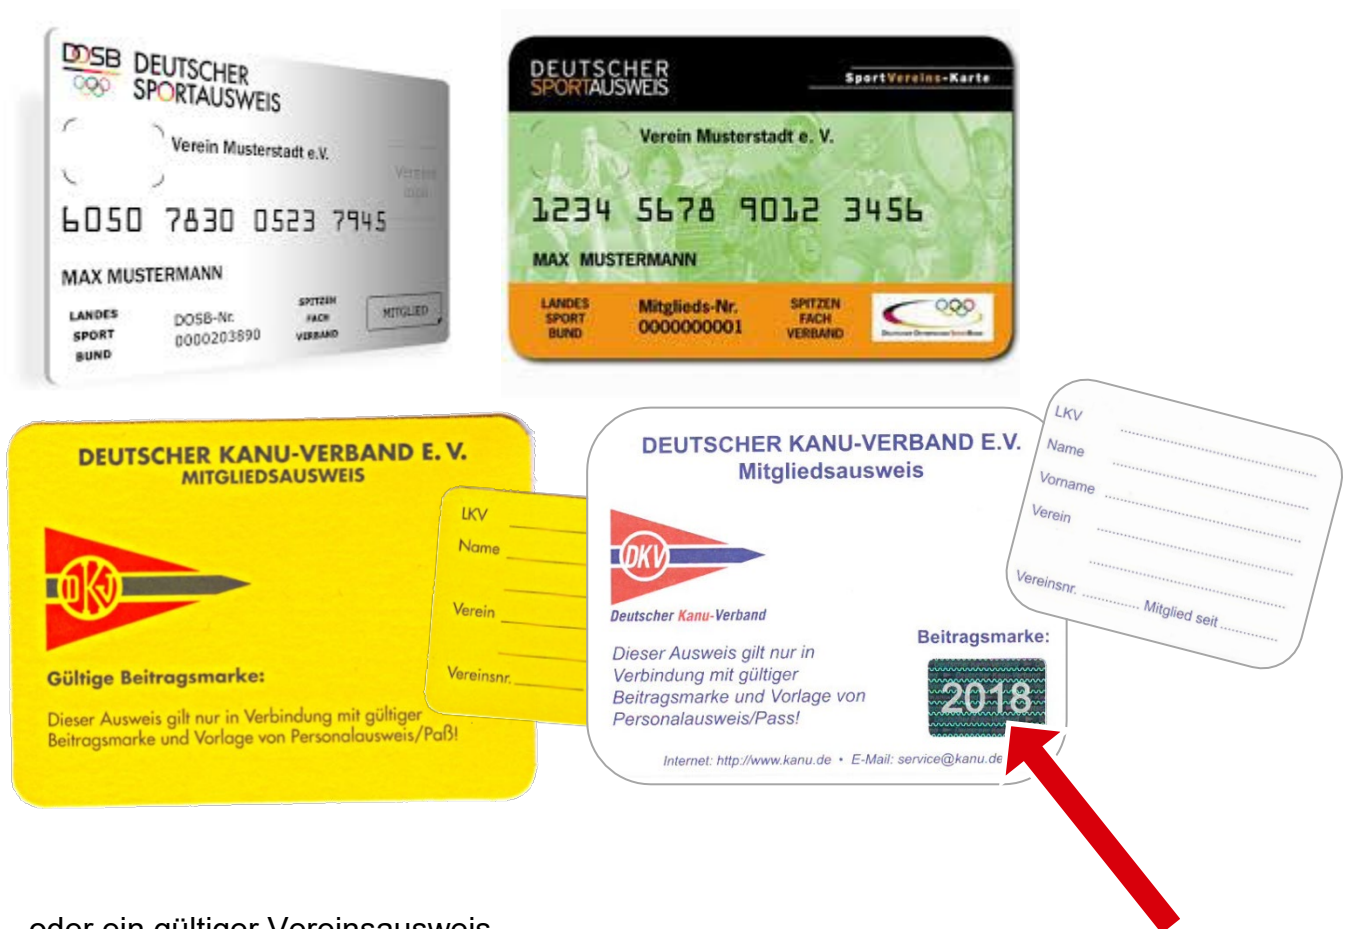 DOSB DEUTSCHER
SPORTAUSWEIS
Verein Musterstadt e.V.
6050 7830 0523 7945
MAX MUSTERMANN
LANDES
SPORT
BUND
DOSB-Nr.
0000203890
SPITZEN
FACH
VERBAND
MITGLIED
DEUTSCHER
SPORTAUSWEIS
SportVereins-Karte
Verein Musterstadt e. V.
1234 5678 9012 3456
MAX MUSTERMANN
LANDES
SPORT
BUND
Mitglieds-Nr.
0000000001
SPITZEN
FACH
VERBAND
DEUTSCHER KANU-VERBAND E. V.
MITGLIEDSAUSWEIS
DKV
Gültige Beitragsmarke:
Dieser Ausweis gilt nur in Verbindung mit gültiger
Beitragsmarke und Vorlage von Personalausweis/Paß!
LKV
Name
Verein
Vereinsnr.
DEUTSCHER KANU-VERBAND E.V.
Mitgliedsausweis
DKV
Deutscher Kanu-Verband
Dieser Ausweis gilt nur in
Verbindung mit gültiger
Beitragsmarke und Vorlage von
Personalausweis/Pass!
Beitragsmarke:
2018
Internet: http://www.kanu.de • E-Mail: service@kanu.de
LKV
Name
Vorname
Verein
Vereinsnr. Mitglied seit
oder ein gültiger Vereinsausweis